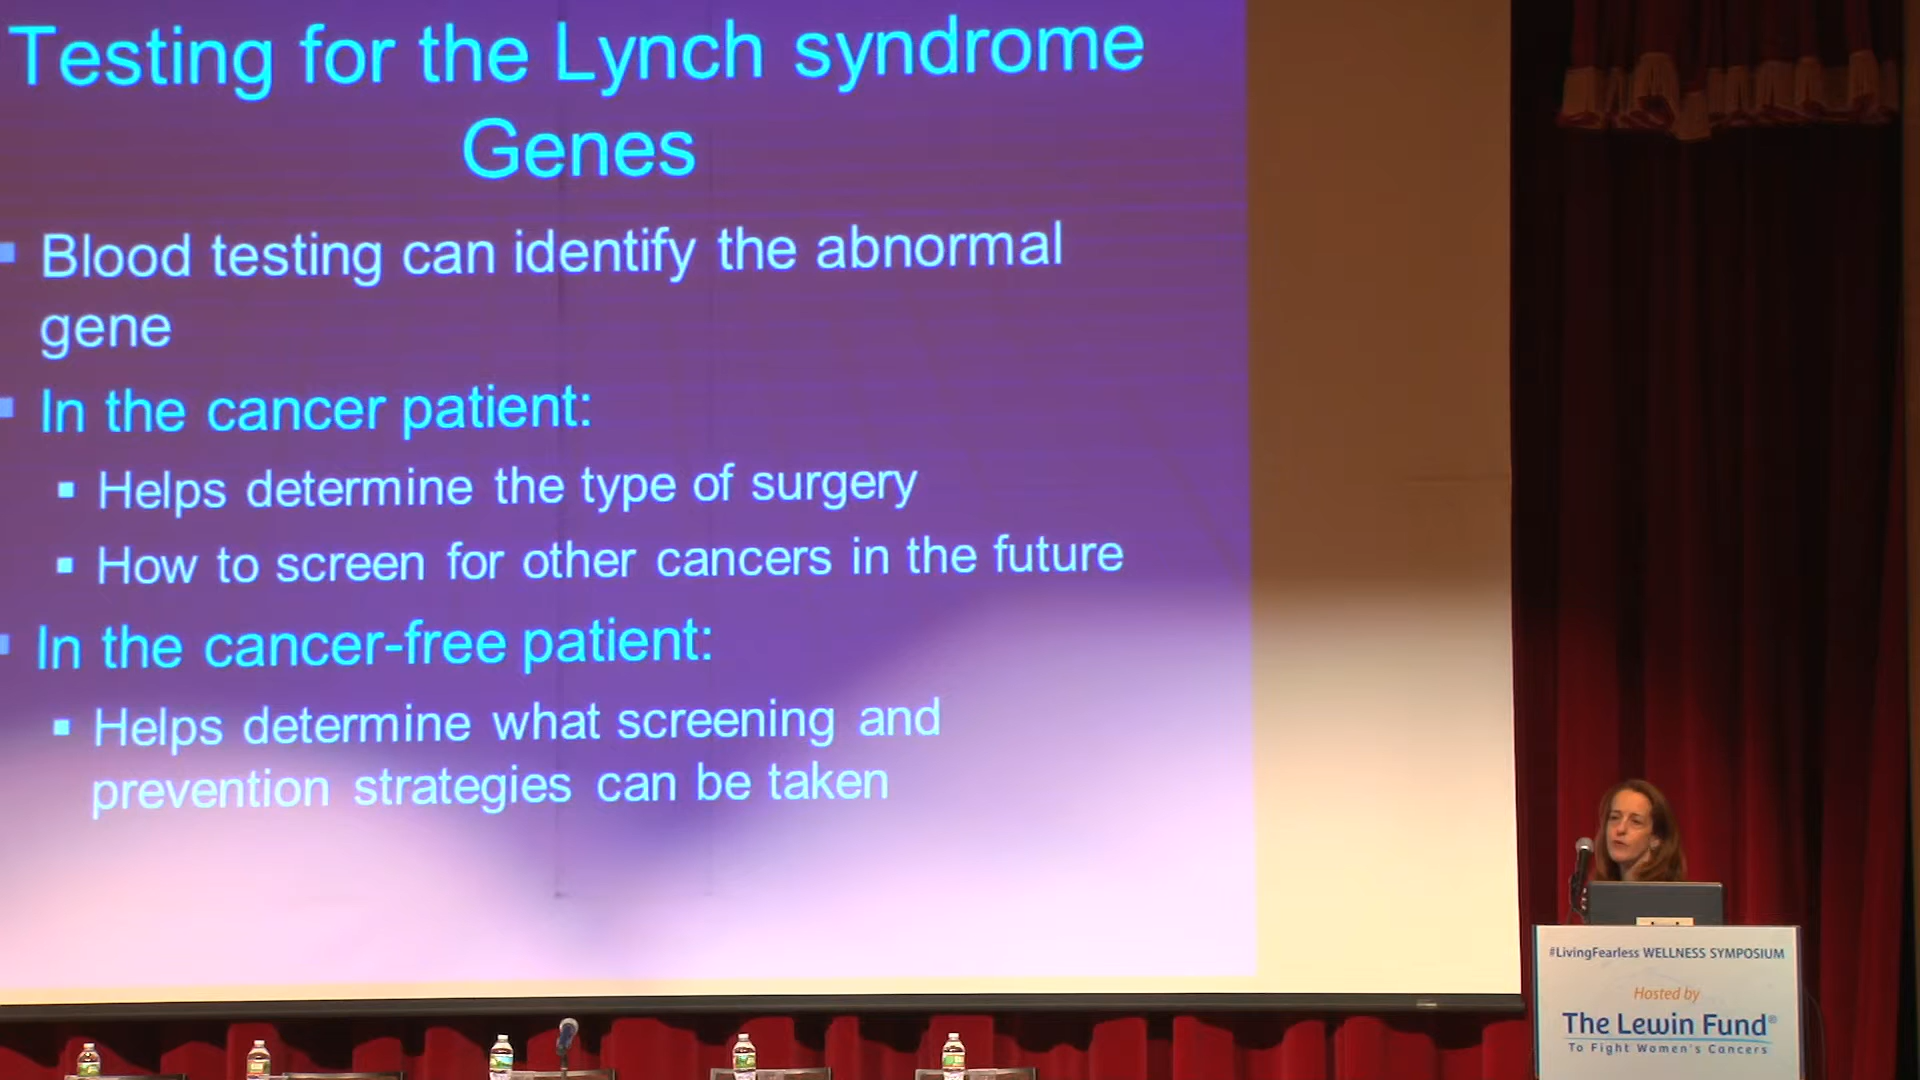 Testing for the Lynch syndrome
Genes
Blood testing can identify the abnormal
gene
In the cancer patient:
Helps determine the type of surgery
How to screen for other cancers in the future
In the cancer-free patient:
Helps determine what screening and
prevention strategies can be taken
#LivingFearless WELLNESS SYMPOSIUM
Hosted by
The Lewin Fund®
To Fight Women's Cancers